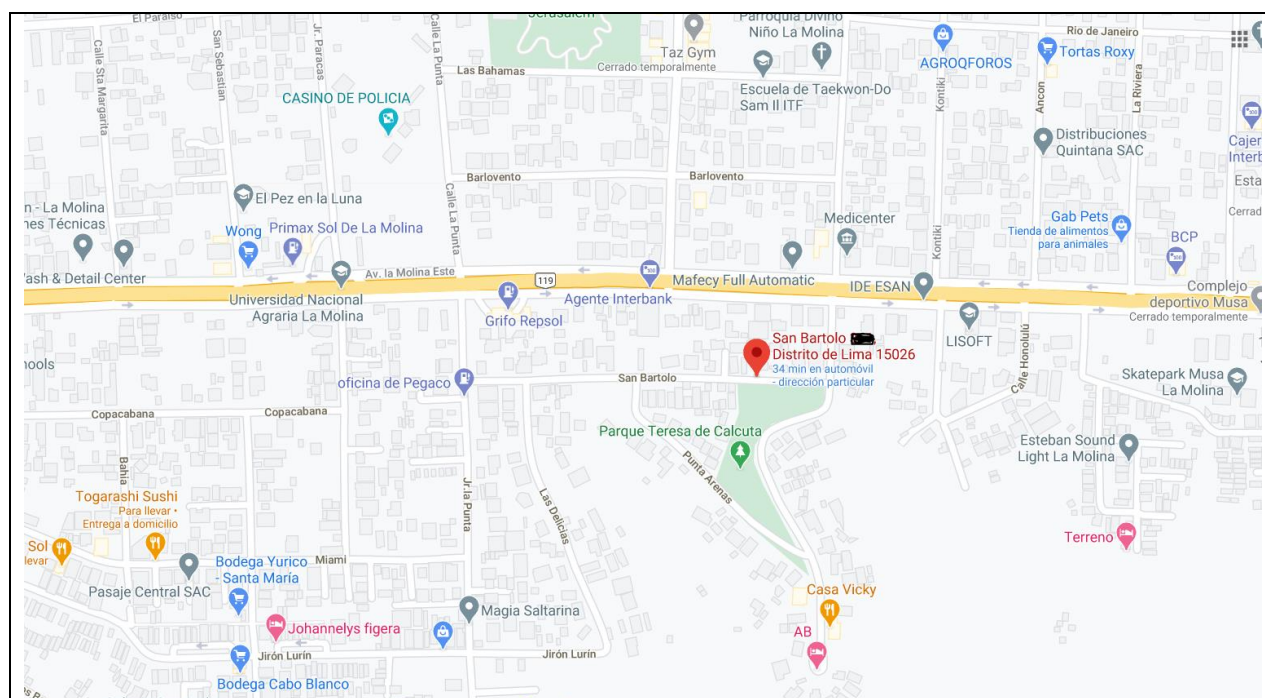 El Paraíso
Jerusalem
Parroquia Divino
Niño La Molina
Rio de Janeiro
Calle Sta Margarita
San Sebastian
Jr. Paracas
Calle La Punta
Taz Gym
Cerrado temporalmente
AGROQFOROS
Tortas Roxy
Las Bahamas
Escuela de Taekwon-Do
Sam Il ITF
Kontiki
Ancon
La Riviera
CASINO DE POLICIA
Distribuciones
Quintana SAC
Barlovento
Barlovento
El Pez en la Luna
Calle La Punta
n - La Molina
nes Técnicas
Wong
Primax Sol De La Molina
Medicenter
Kontiki
Gab Pets
Tienda de alimentos
para animales
BCP
ash & Detail Center
Av. la Molina Este
119
Mafecy Full Automatic
IDE ESAN
Universidad Nacional
Agraria La Molina
Agente Interbank
Grifo Repsol
Complejo
deportivo Musa
Cerrado temporalmente
San Bartolo
Distrito de Lima 15026
34 min en automóvil
- dirección particular
LISOFT
Calle Honolulú
hools
oficina de Pegaco
San Bartolo
Skatepark Musa
La Molina
Copacabana
Copacabana
Parque Teresa de Calcuta
Esteban Sound
Light La Molina
Bahia
Punta Arenas
Jr.la Punta
Las Delicias
Togarashi Sushi
Para llevar •
Entrega a domicilio
Sol
levar
Terreno
Bodega Yurico
- Santa María
Miami
Pasaje Central SAC
Casa Vicky
Magia Saltarina
Johannelys figera
AB
Jirón Lurín
Jirón Lurín
Bodega Cabo Blanco